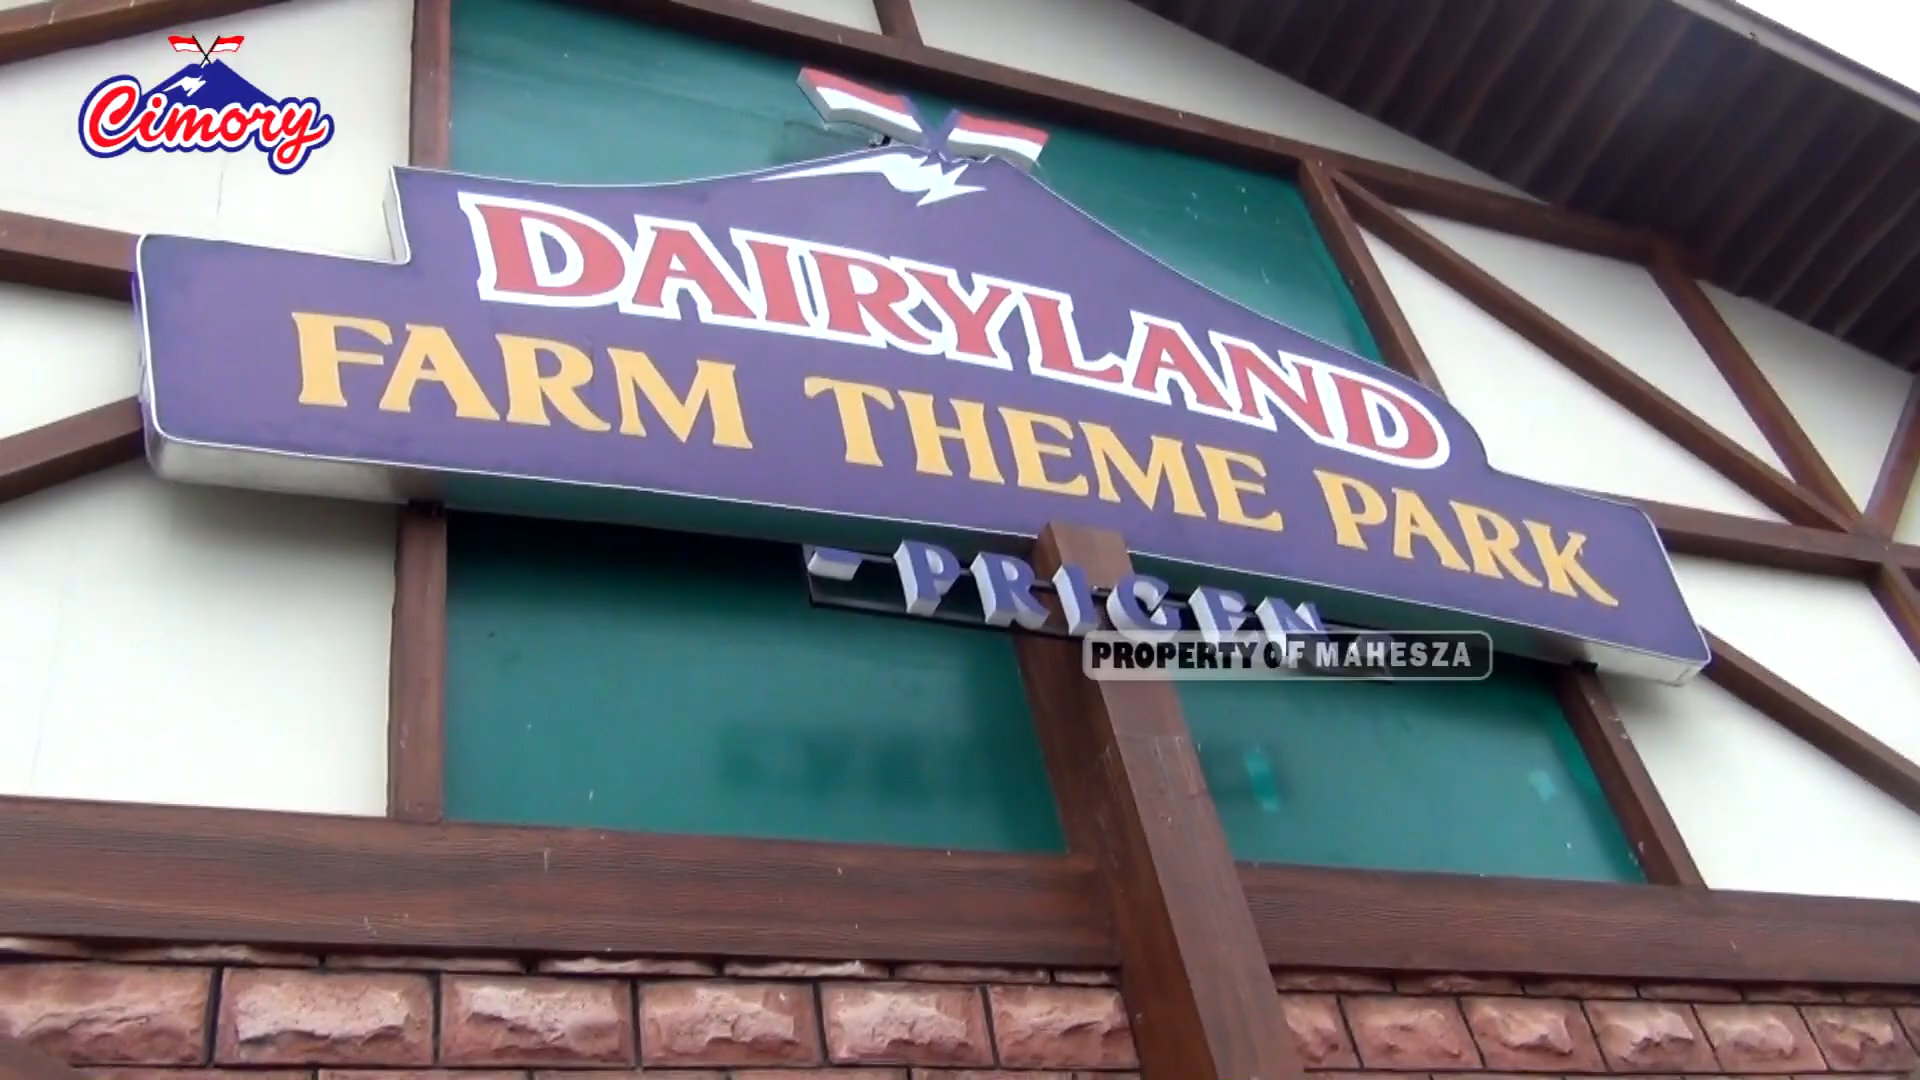 Cimory
DAIRYLAND
FARM THEME PARK
- PRIGEN -
PROPERTY OF MAHESZA